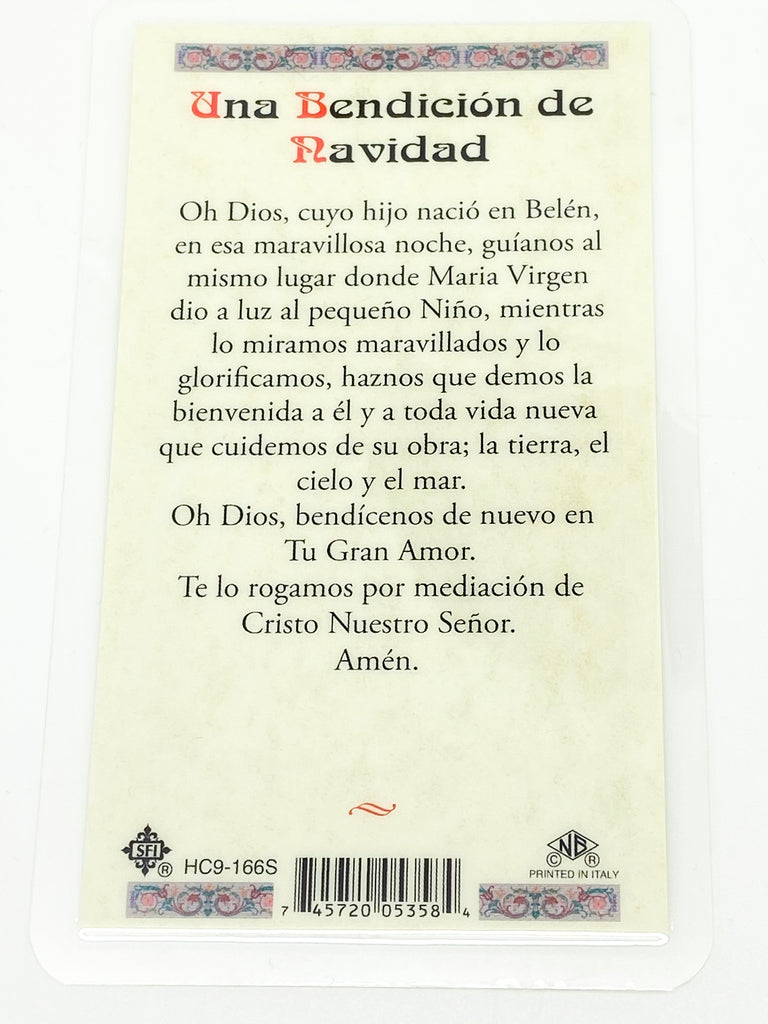 Una Bendición de
Navidad
Oh Dios, cuyo hijo nació en Belén,
en esa maravillosa noche, guíanos al
mismo lugar donde Maria Virgen
dio a luz al pequeño Niño, mientras
lo miramos maravillados y lo
glorificamos, haznos que demos la
bienvenida a él y a toda vida nueva
que cuidemos de su obra; la tierra, el
cielo y el mar.
Oh Dios, bendícenos de nuevo en
Tu Gran Amor.
Te lo rogamos por mediación de
Cristo Nuestro Señor.
Amén.
SFI ® HC9-166S
7 45720 05358 4
NB
© ®
PRINTED IN ITALY